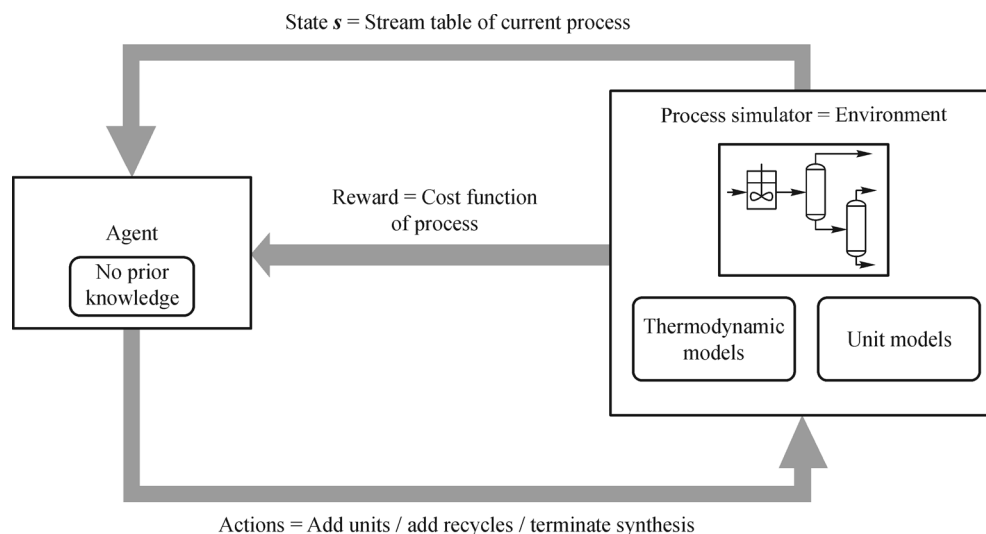 State s = Stream table of current process
Process simulator = Environment
Reward = Cost function
of process
Agent
No prior
knowledge
Thermodynamic
models
Unit models
Actions = Add units / add recycles / terminate synthesis